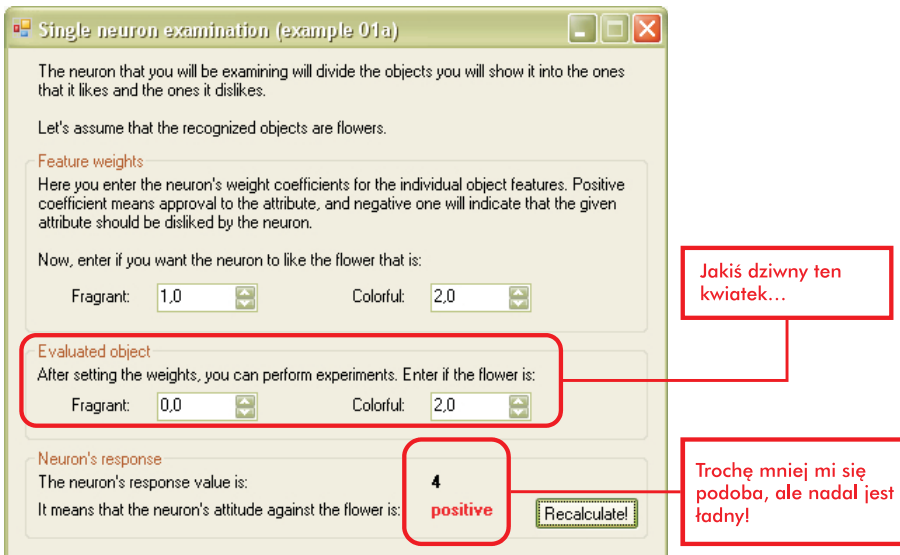 Single neuron examination (example 01a)
The neuron that you will be examining will divide the objects you will show it into the ones
that it likes and the ones it dislikes.
Let's assume that the recognized objects are flowers.
Feature weights
Here you enter the neuron's weight coefficients for the individual object features. Positive
coefficient means approval to the attribute, and negative one will indicate that the given
attribute should be disliked by the neuron.
Now, enter if you want the neuron to like the flower that is:
Fragrant: 1,0 Colorful: 2,0
Jakiś dziwny ten
kwiatek...
Evaluated object
After setting the weights, you can perform experiments. Enter if the flower is:
Fragrant: 0,0 Colorful: 2,0
Neuron's response
The neuron's response value is: 4
It means that the neuron's attitude against the flower is: positive Recalculate!
Trochę mniej mi się
podoba, ale nadal jest
ładny!